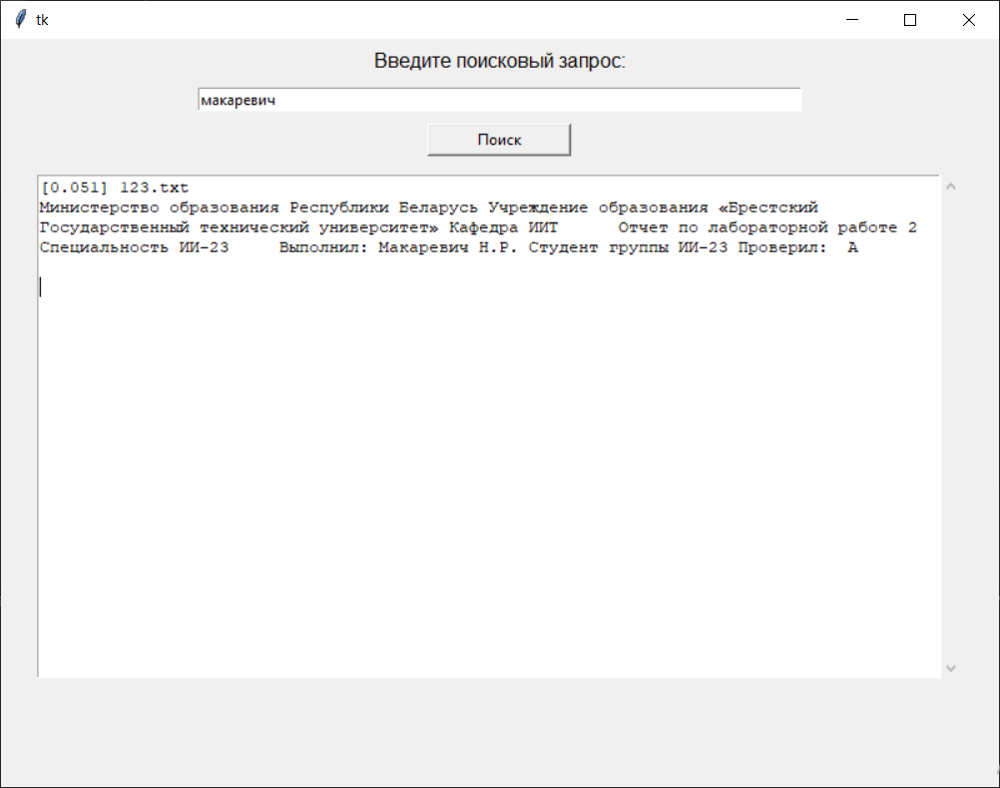 tk
Введите поисковый запрос:
макаревич
Поиск
[0.051] 123.txt
Министерство образования Республики Беларусь Учреждение образования «Брестский
Государственный технический университет» Кафедра ИИТ      Отчет по лабораторной работе 2
Специальность ИИ-23     Выполнил: Макаревич Н.Р. Студент группы ИИ-23 Проверил:  А